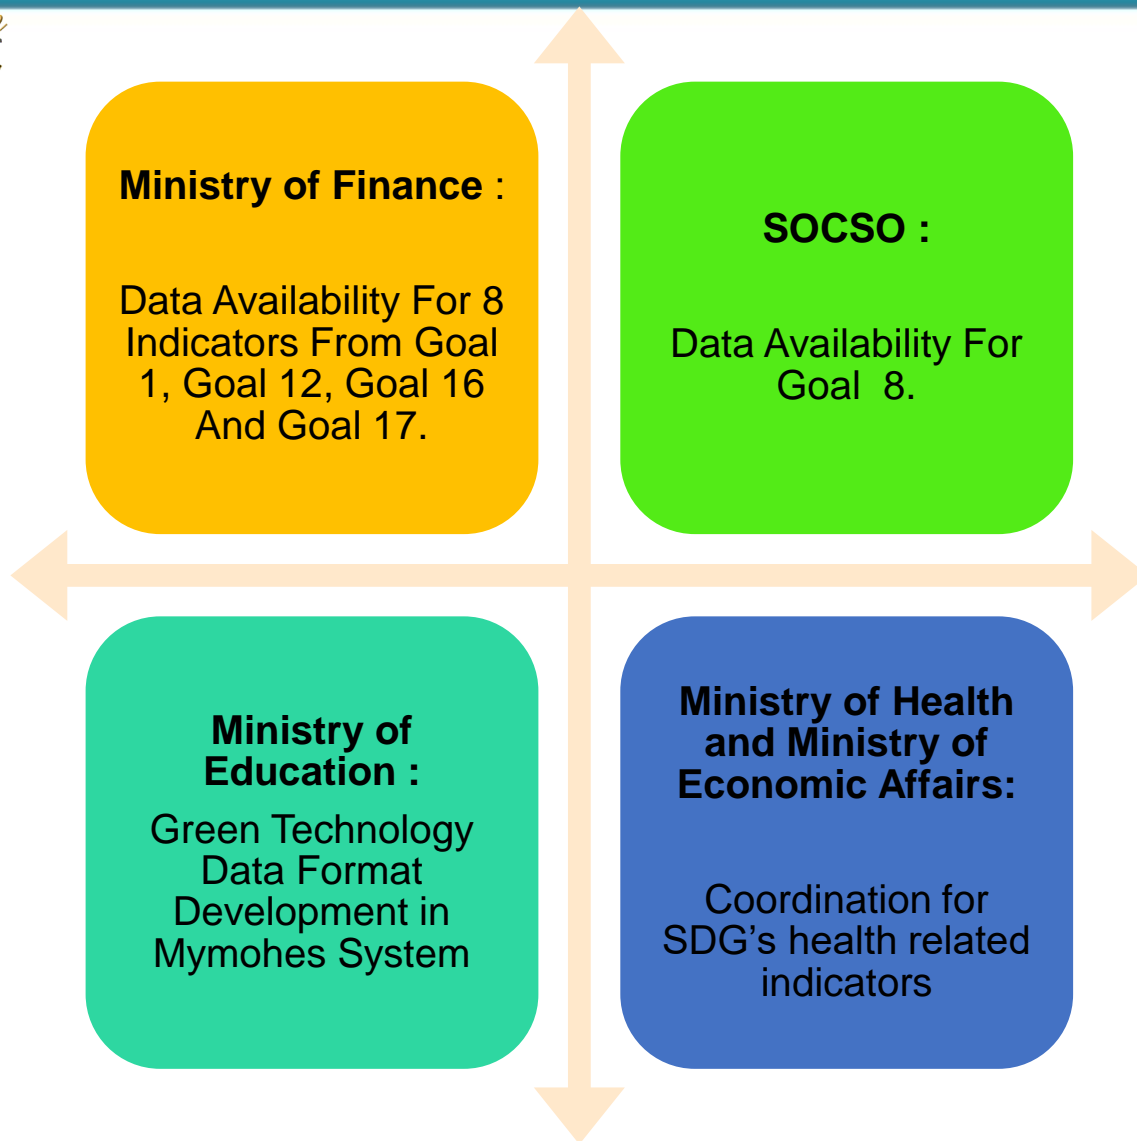 Ministry of Finance :
Data Availability For 8
Indicators From Goal
1, Goal 12, Goal 16
And Goal 17.
SOCSO :
Data Availability For
Goal 8.
Ministry of
Education :
Green Technology
Data Format
Development in
Mymohes System
Ministry of Health
and Ministry of
Economic Affairs:
Coordination for
SDG’s health related
indicators